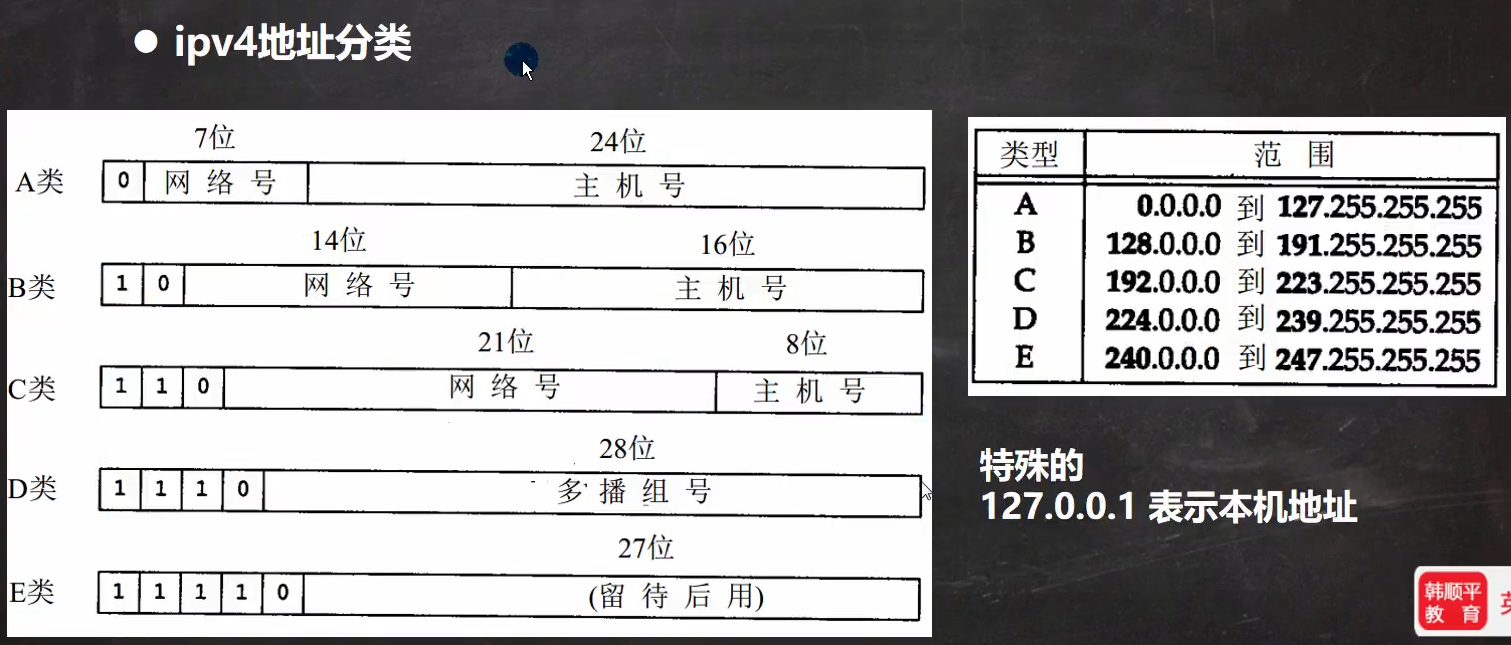 ● ipv4地址分类
7位 24位
A类 0 网络号 主机号
14位 16位
B类 1 0 网络号 主机号
21位 8位
C类 1 1 0 网络号 主机号
28位
D类 1 1 1 0 多播组号
27位
E类 1 1 1 1 0 (留待后用)
类型 范围
A 0.0.0.0 到 127.255.255.255
B 128.0.0.0 到 191.255.255.255
C 192.0.0.0 到 223.255.255.255
D 224.0.0.0 到 239.255.255.255
E 240.0.0.0 到 247.255.255.255
特殊的
127.0.0.1 表示本机地址
韩顺平
教育
英